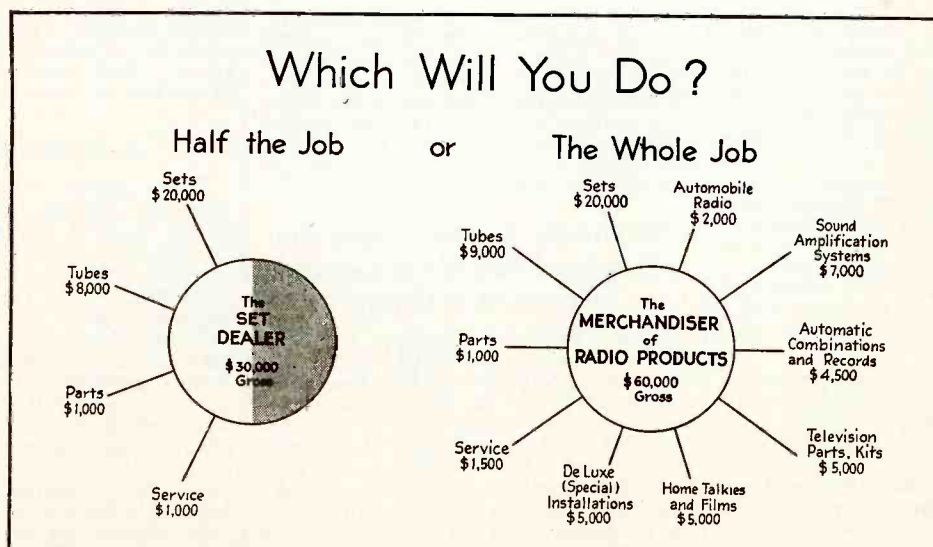 Which Will You Do?
Half the Job or The Whole Job
Sets
$20,000
Tubes
$8,000
Parts
$1,000
Service
$1,000
The
SET
DEALER
$30,000
Gross
Sets
$20,000
Automobile
Radio
$2,000
Tubes
$9,000
Sound
Amplification
Systems
$7,000
Parts
$1,000
The
MERCHANDISER
of
RADIO PRODUCTS
$60,000
Gross
Automatic
Combinations
and Records
$4,500
Service
$1,500
De Luxe
(Special)
Installations
$5,000
Home Talkies
and Films
$5,000
Television
Parts, Kits
$5,000